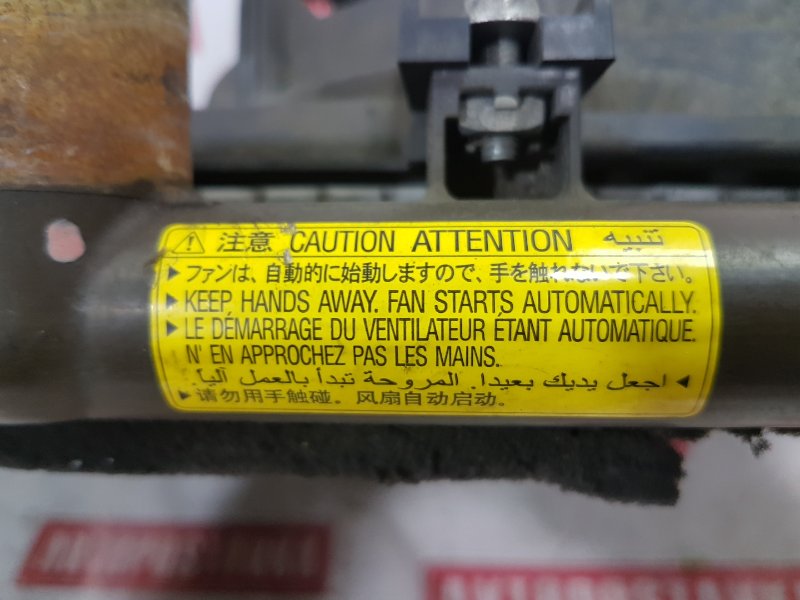 注意 CAUTION ATTENTION تنبيه
▶ ファンは、自動的に始動しますので、手を触れないで下さい。
▶ KEEP HANDS AWAY. FAN STARTS AUTOMATICALLY.
▶ LE DÉMARRAGE DU VENTILATEUR ÉTANT AUTOMATIQUE.
N' EN APPROCHEZ PAS LES MAINS.
◀ اجعل يديك بعيدا. المروحة تبدأ بالعمل آليا.
▶ 请勿用手触碰。风扇自动启动。